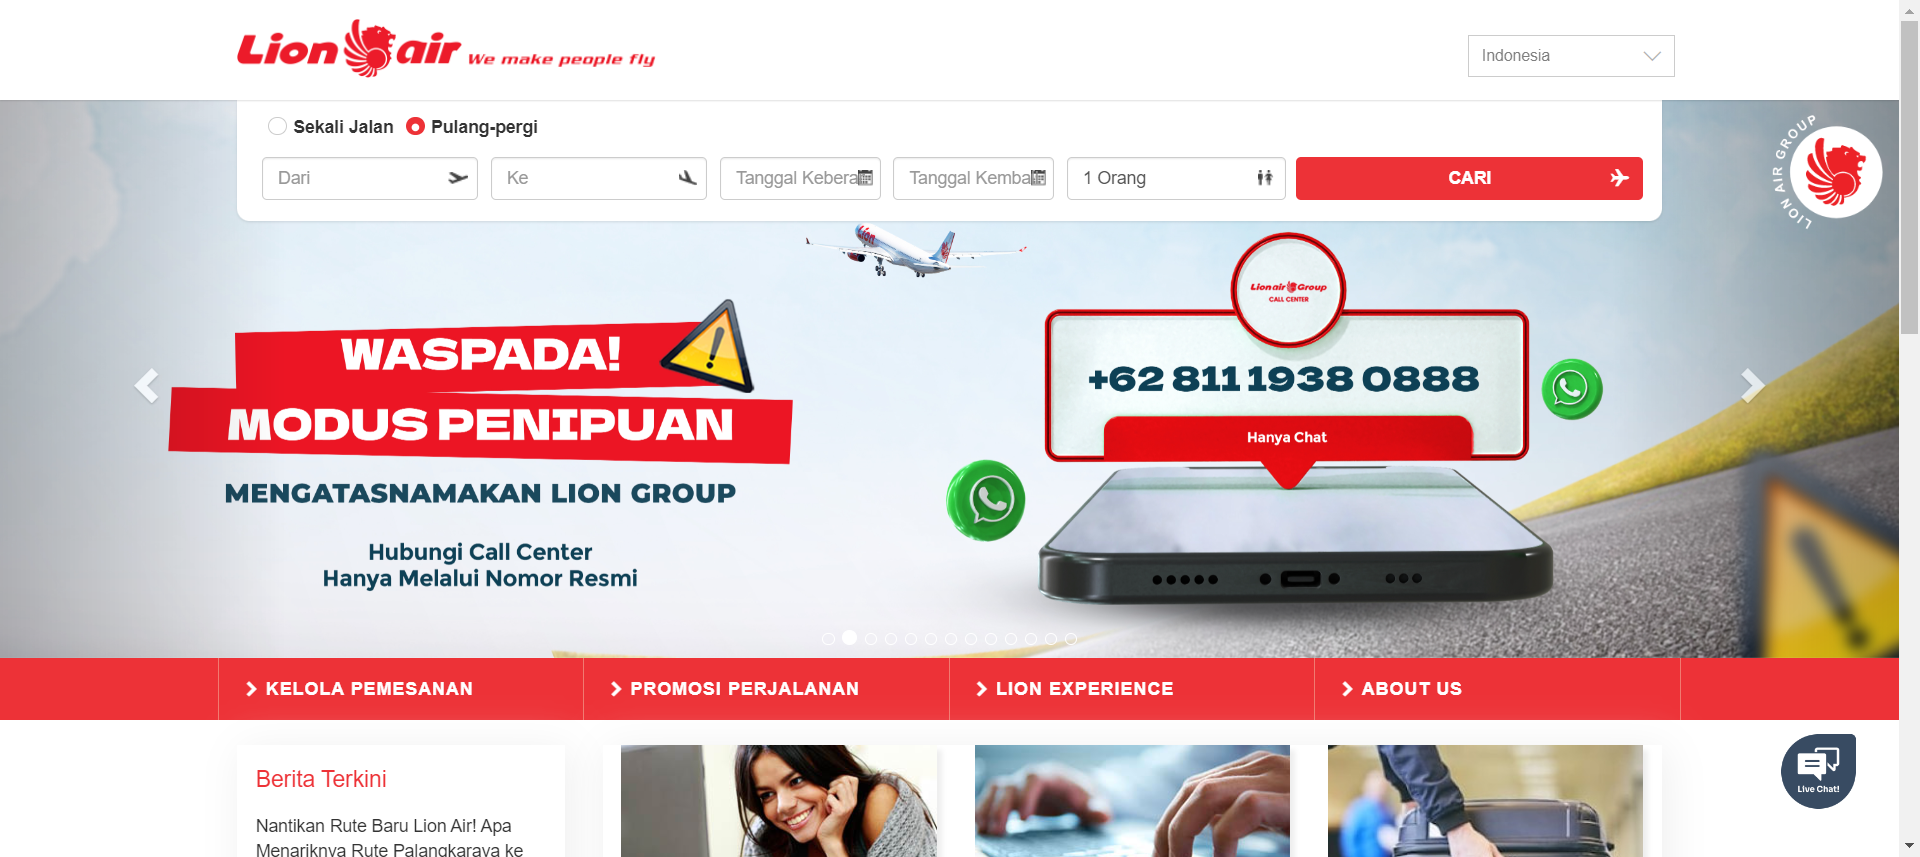 Lion air We make people fly
Indonesia
Sekali Jalan Pulang-pergi
Dari
Ke
Tanggal Kebera
Tanggal Kemba
1 Orang
CARI
LION AIR GROUP
Lion
Lion air Group
CALL CENTER
WASPADA!
MODUS PENIPUAN
MENGATASNAMAKAN LION GROUP
Hubungi Call Center
Hanya Melalui Nomor Resmi
+62 811 1938 0888
Hanya Chat
KELOLA PEMESANAN
PROMOSI PERJALANAN
LION EXPERIENCE
ABOUT US
Berita Terkini
Nantikan Rute Baru Lion Air! Apa
Menariknya Rute Palangkaraya ke
Live Chat!